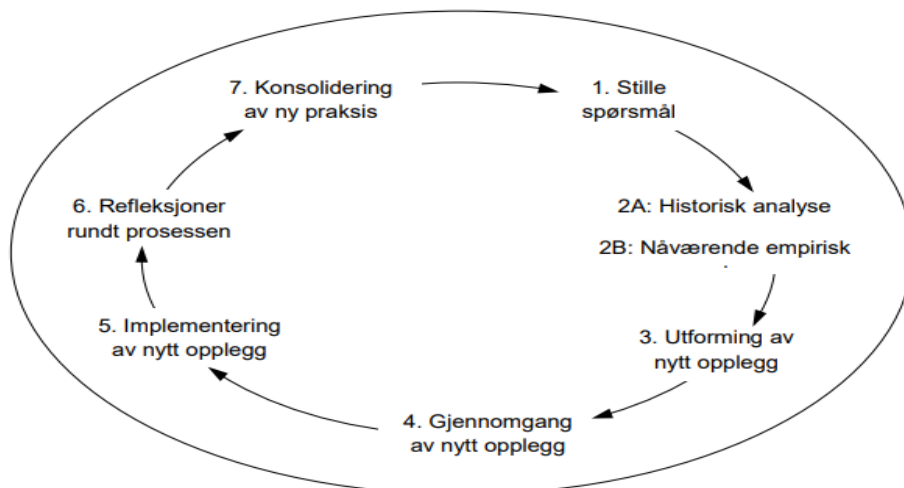 7. Konsolidering
av ny praksis
1. Stille
spørsmål
2A: Historisk analyse
2B: Nåværende empirisk
3. Utforming av
nytt opplegg
4. Gjennomgang
av nytt opplegg
5. Implementering
av nytt opplegg
6. Refleksjoner
rundt prosessen